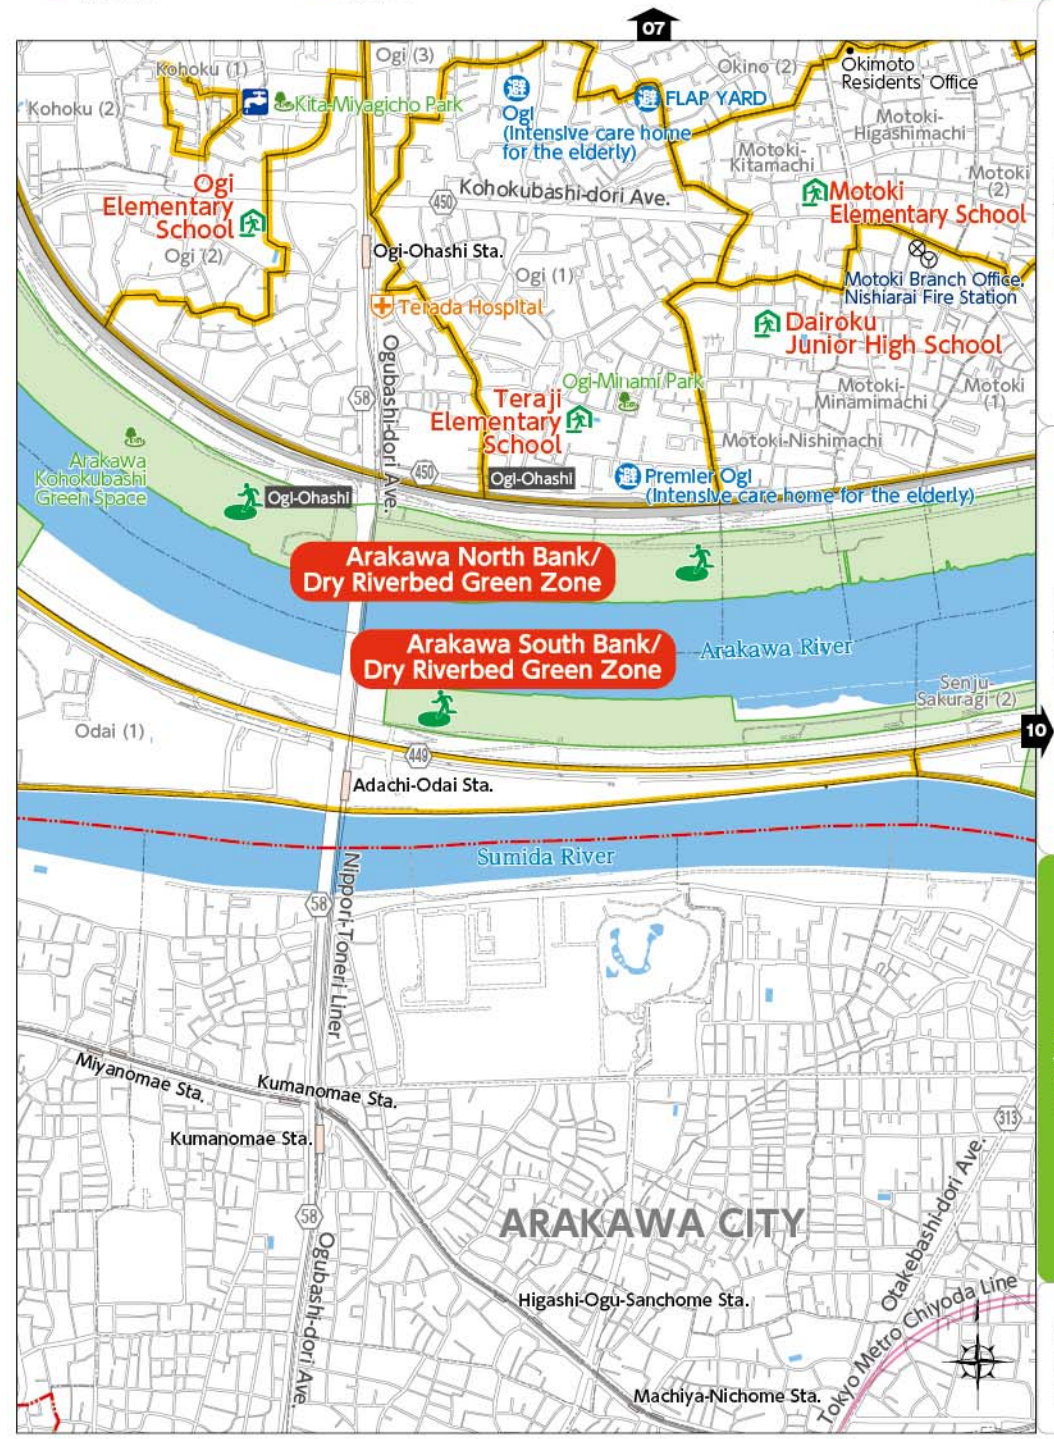 07
Kohoku (1)
Ogi (3)
Okino (2)
Okimoto
Residents' Office
Kohoku (2)
Kita-Miyagicho Park
Ogi
(Intensive care home
for the elderly)
FLAP YARD
Motoki-
Higashimachi
Motoki-
Kitamachi
Motoki
(2)
Ogi
Elementary
School
450
Kohokubashi-dori Ave.
Motoki
Elementary School
Ogi (2)
Ogi-Ohashi Sta.
Ogi (1)
Motoki Branch Office,
Nishiarai Fire Station
Terada Hospital
Dairoku
Junior High School
Ogubashi-dori Ave.
58
Ogi-Minami Park
Teraji
Elementary
School
Motoki-
Minamimachi
Motoki
(1)
Motoki-Nishimachi
Arakawa
Kohokubashi
Green Space
450
Ogi-Ohashi
Ogi-Ohashi
Premier Ogi
(Intensive care home for the elderly)
Arakawa North Bank/
Dry Riverbed Green Zone
Arakawa South Bank/
Dry Riverbed Green Zone
Arakawa River
Senju-
Sakuragi (2)
Odai (1)
10
449
Adachi-Odai Sta.
Sumida River
58
Nippori-Toneri Liner
Miyanomae Sta.
Kumanomae Sta.
Kumanomae Sta.
313
58
ARAKAWA CITY
Otakebashi-dori Ave.
Ogubashi-dori Ave.
Higashi-Ogu-Sanchome Sta.
Tokyo Metro Chiyoda Line
Machiya-Nichome Sta.
避
避
避